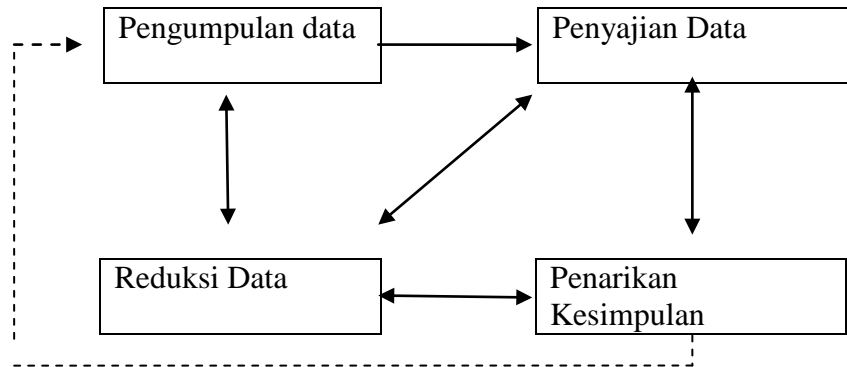 Pengumpulan data
Penyajian Data
Reduksi Data
Penarikan
Kesimpulan